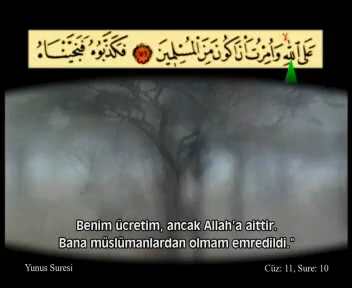 عَلَى اللّٰهِ وَاُمِرْتُ اَنْ اَكُونَ مِنَ الْمُسْلِمٖينَ ﴿٧٢﴾ فَكَذَّبُوهُ فَنَجَّيْنَاهُ
Benim ücretim, ancak Allah'a aittir.
Bana müslümanlardan olmam emredildi."
Yunus Suresi
Cüz: 11, Sure: 10